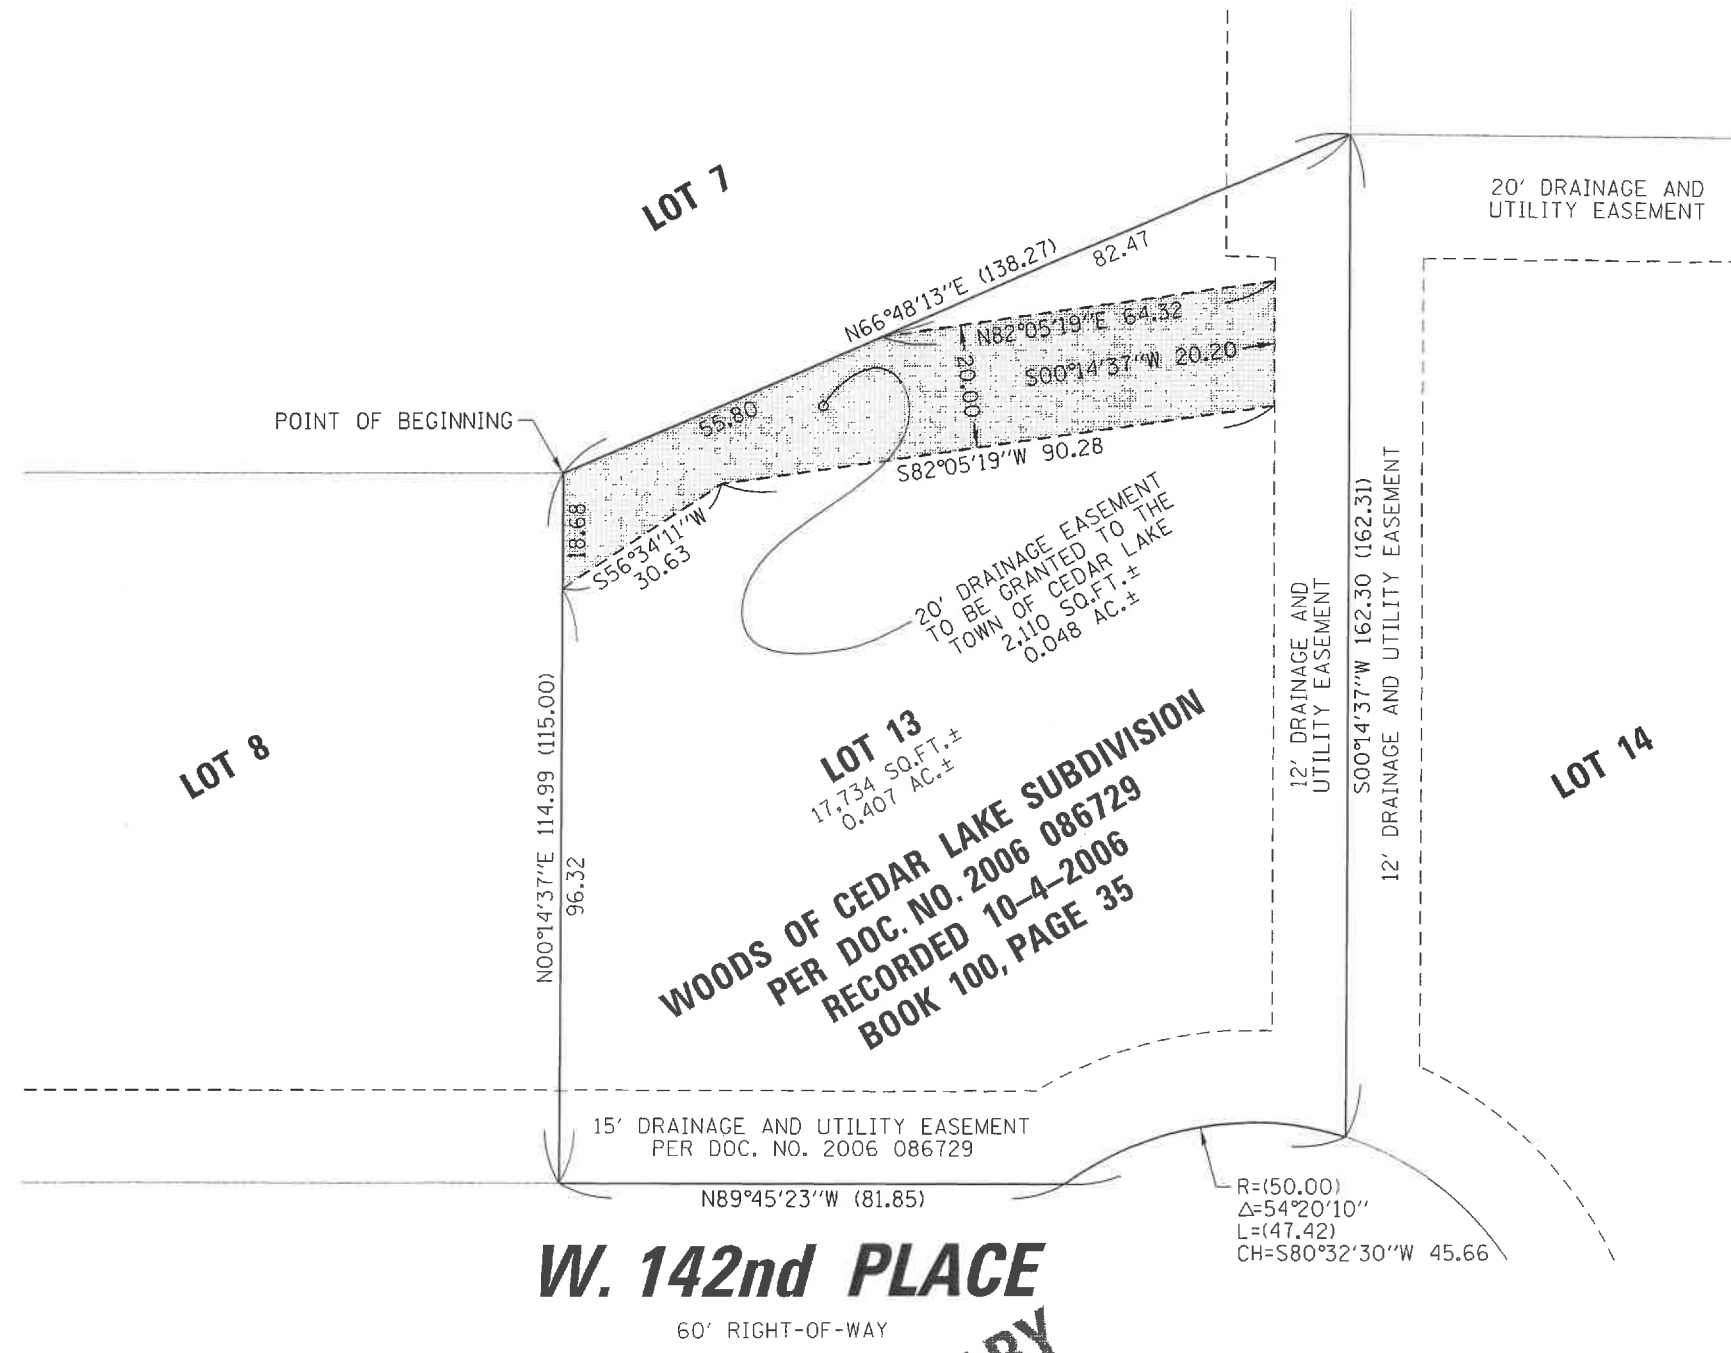 LOT 7
20' DRAINAGE AND
UTILITY EASEMENT
N66°48'13"E (138.27)
82.47
N82°05'19"E 64.32
S00°14'37"W 20.20
20.00
POINT OF BEGINNING
55.80
S82°05'19"W 90.28
18.68
S56°34'11"W
30.63
20' DRAINAGE EASEMENT
TO BE GRANTED TO THE
TOWN OF CEDAR LAKE
2,110 SQ.FT.±
0.048 AC.±
12' DRAINAGE AND
UTILITY EASEMENT
S00°14'37"W 162.30 (162.31)
12' DRAINAGE AND UTILITY EASEMENT
LOT 8
N00°14'37"E 114.99 (115.00)
96.32
LOT 13
17,734 SQ.FT.±
0.407 AC.±
LOT 14
WOODS OF CEDAR LAKE SUBDIVISION
PER DOC. NO. 2006 086729
RECORDED 10-4-2006
BOOK 100, PAGE 35
15' DRAINAGE AND UTILITY EASEMENT
PER DOC. NO. 2006 086729
N89°45'23"W (81.85)
R=(50.00)
Δ=54°20'10"
L=(47.42)
CH=S80°32'30"W 45.66
W. 142nd PLACE
60' RIGHT-OF-WAY